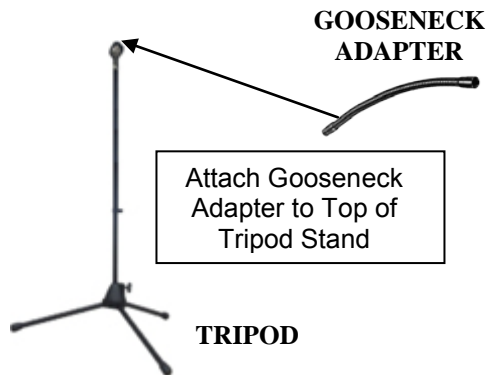 GOOSENECK
ADAPTER
Attach Gooseneck
Adapter to Top of
Tripod Stand
TRIPOD